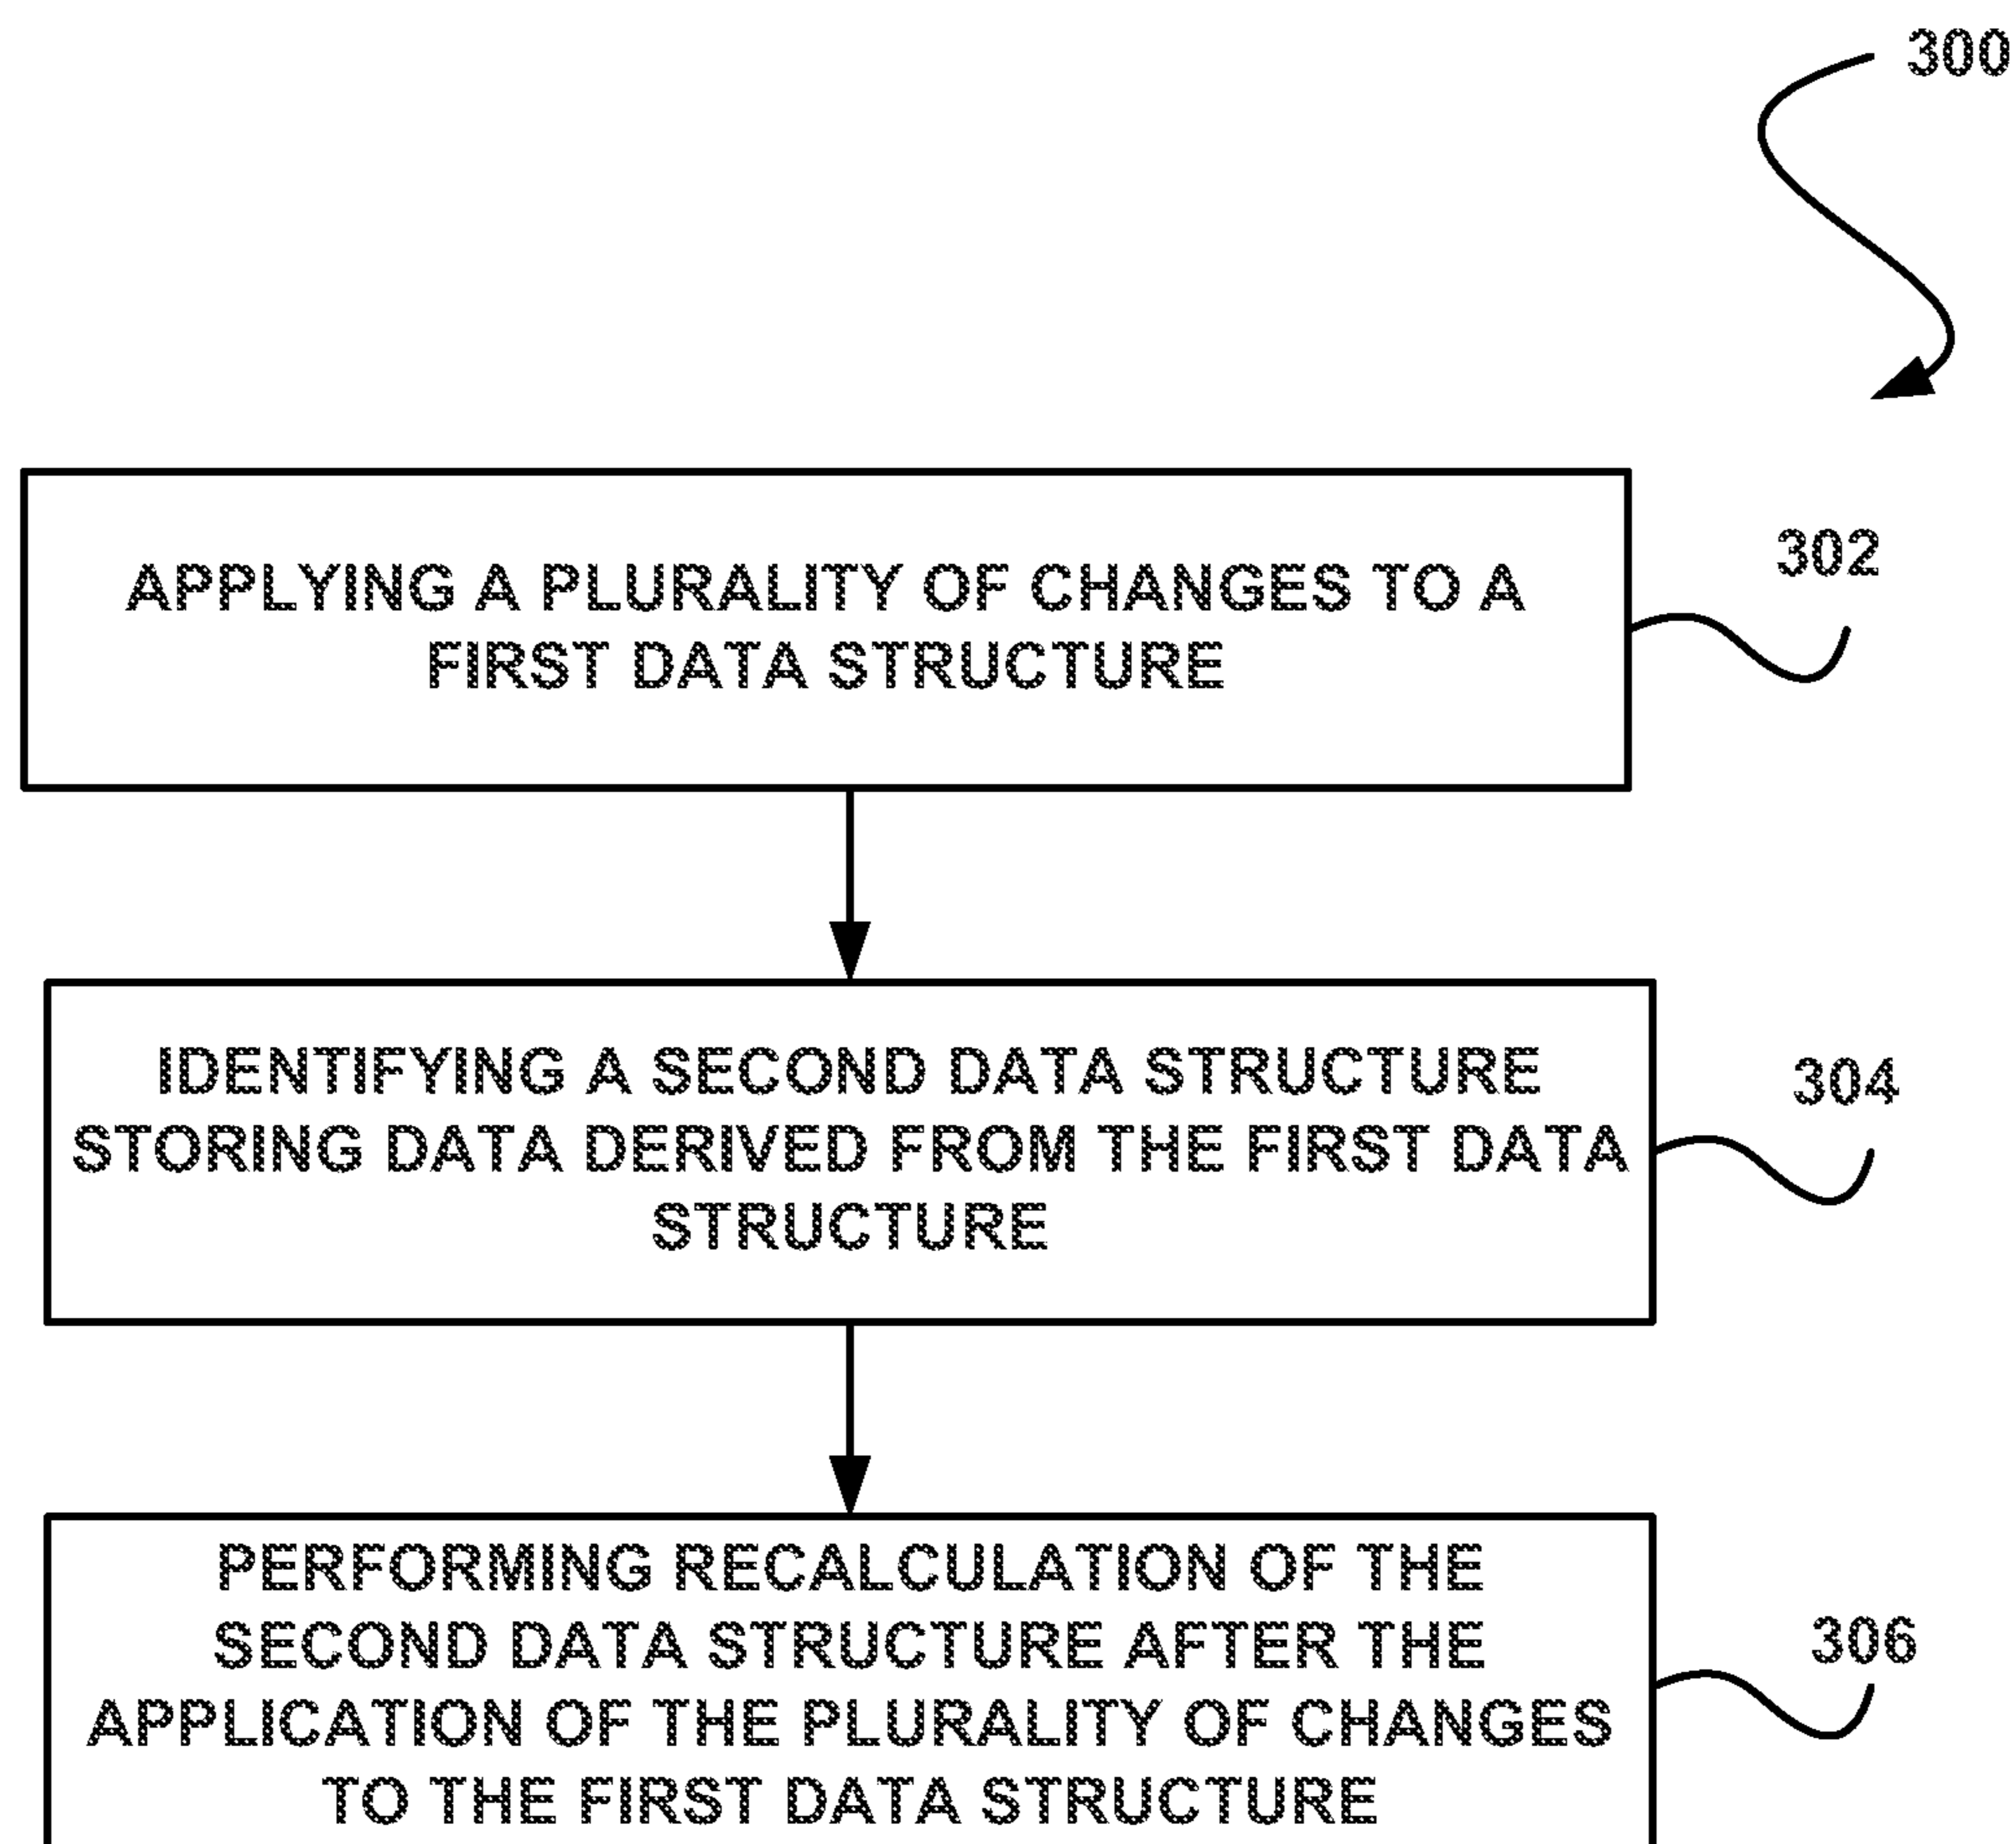 300
APPLYING A PLURALITY OF CHANGES TO A
FIRST DATA STRUCTURE
302
IDENTIFYING A SECOND DATA STRUCTURE
STORING DATA DERIVED FROM THE FIRST DATA
STRUCTURE
304
PERFORMING RECALCULATION OF THE
SECOND DATA STRUCTURE AFTER THE
APPLICATION OF THE PLURALITY OF CHANGES
TO THE FIRST DATA STRUCTURE
306